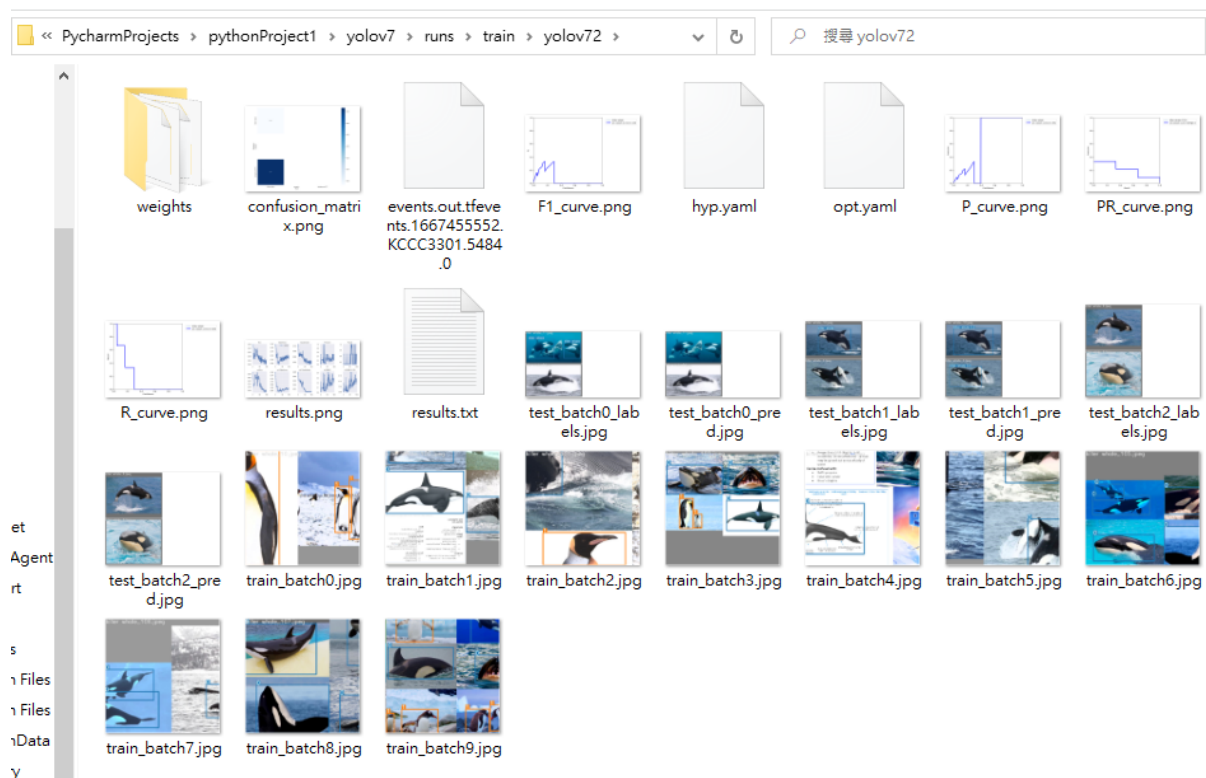 « PycharmProjects › pythonProject1 › yolov7 › runs › train › yolov72 ›
搜尋 yolov72
weights
confusion_matri
x.png
events.out.tfeve
nts.1667455552.
KCCC3301.5484
.0
F1_curve.png
hyp.yaml
opt.yaml
P_curve.png
PR_curve.png
R_curve.png
results.png
results.txt
test_batch0_lab
els.jpg
test_batch0_pre
d.jpg
test_batch1_lab
els.jpg
test_batch1_pre
d.jpg
test_batch2_lab
els.jpg
et
Agent
rt
s
n Files
n Files
nData
ry
test_batch2_pre
d.jpg
train_batch0.jpg
train_batch1.jpg
train_batch2.jpg
train_batch3.jpg
train_batch4.jpg
train_batch5.jpg
train_batch6.jpg
train_batch7.jpg
train_batch8.jpg
train_batch9.jpg